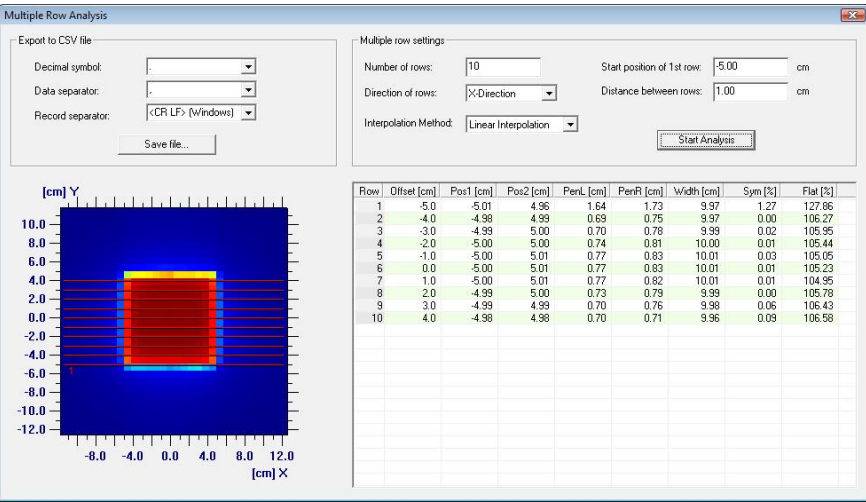 Multiple Row Analysis
Export to CSV file
Decimal symbol: .
Data separator: ,
Record separator: <CR LF> (Windows)
Save file...
Multiple row settings
Number of rows: 10
Start position of 1st row: -5.00 cm
Direction of rows: X-Direction
Distance between rows: 1.00 cm
Interpolation Method: Linear Interpolation
Start Analysis
[cm] Y
10.0
8.0
6.0
4.0
2.0
0.0
-2.0
-4.0
-6.0
-8.0
-10.0
-12.0
1
-8.0 -4.0 0.0 4.0 8.0 12.0
[cm] X
Row Offset [cm] Pos1 [cm] Pos2 [cm] PenL [cm] PenR [cm] Width [cm] Sym [%] Flat [%]
1 -5.0 -5.01 4.96 1.64 1.73 9.97 1.27 127.86
2 -4.0 -4.98 4.99 0.69 0.75 9.97 0.00 106.27
3 -3.0 -4.99 5.00 0.70 0.78 9.99 0.02 105.95
4 -2.0 -5.00 5.00 0.74 0.81 10.00 0.01 105.44
5 -1.0 -5.00 5.01 0.77 0.83 10.01 0.03 105.05
6 0.0 -5.00 5.01 0.77 0.83 10.01 0.01 105.23
7 1.0 -5.00 5.01 0.77 0.82 10.01 0.01 104.95
8 2.0 -4.99 5.00 0.73 0.79 9.99 0.00 105.78
9 3.0 -4.99 4.99 0.70 0.76 9.98 0.06 106.43
10 4.0 -4.98 4.98 0.70 0.71 9.96 0.09 106.58